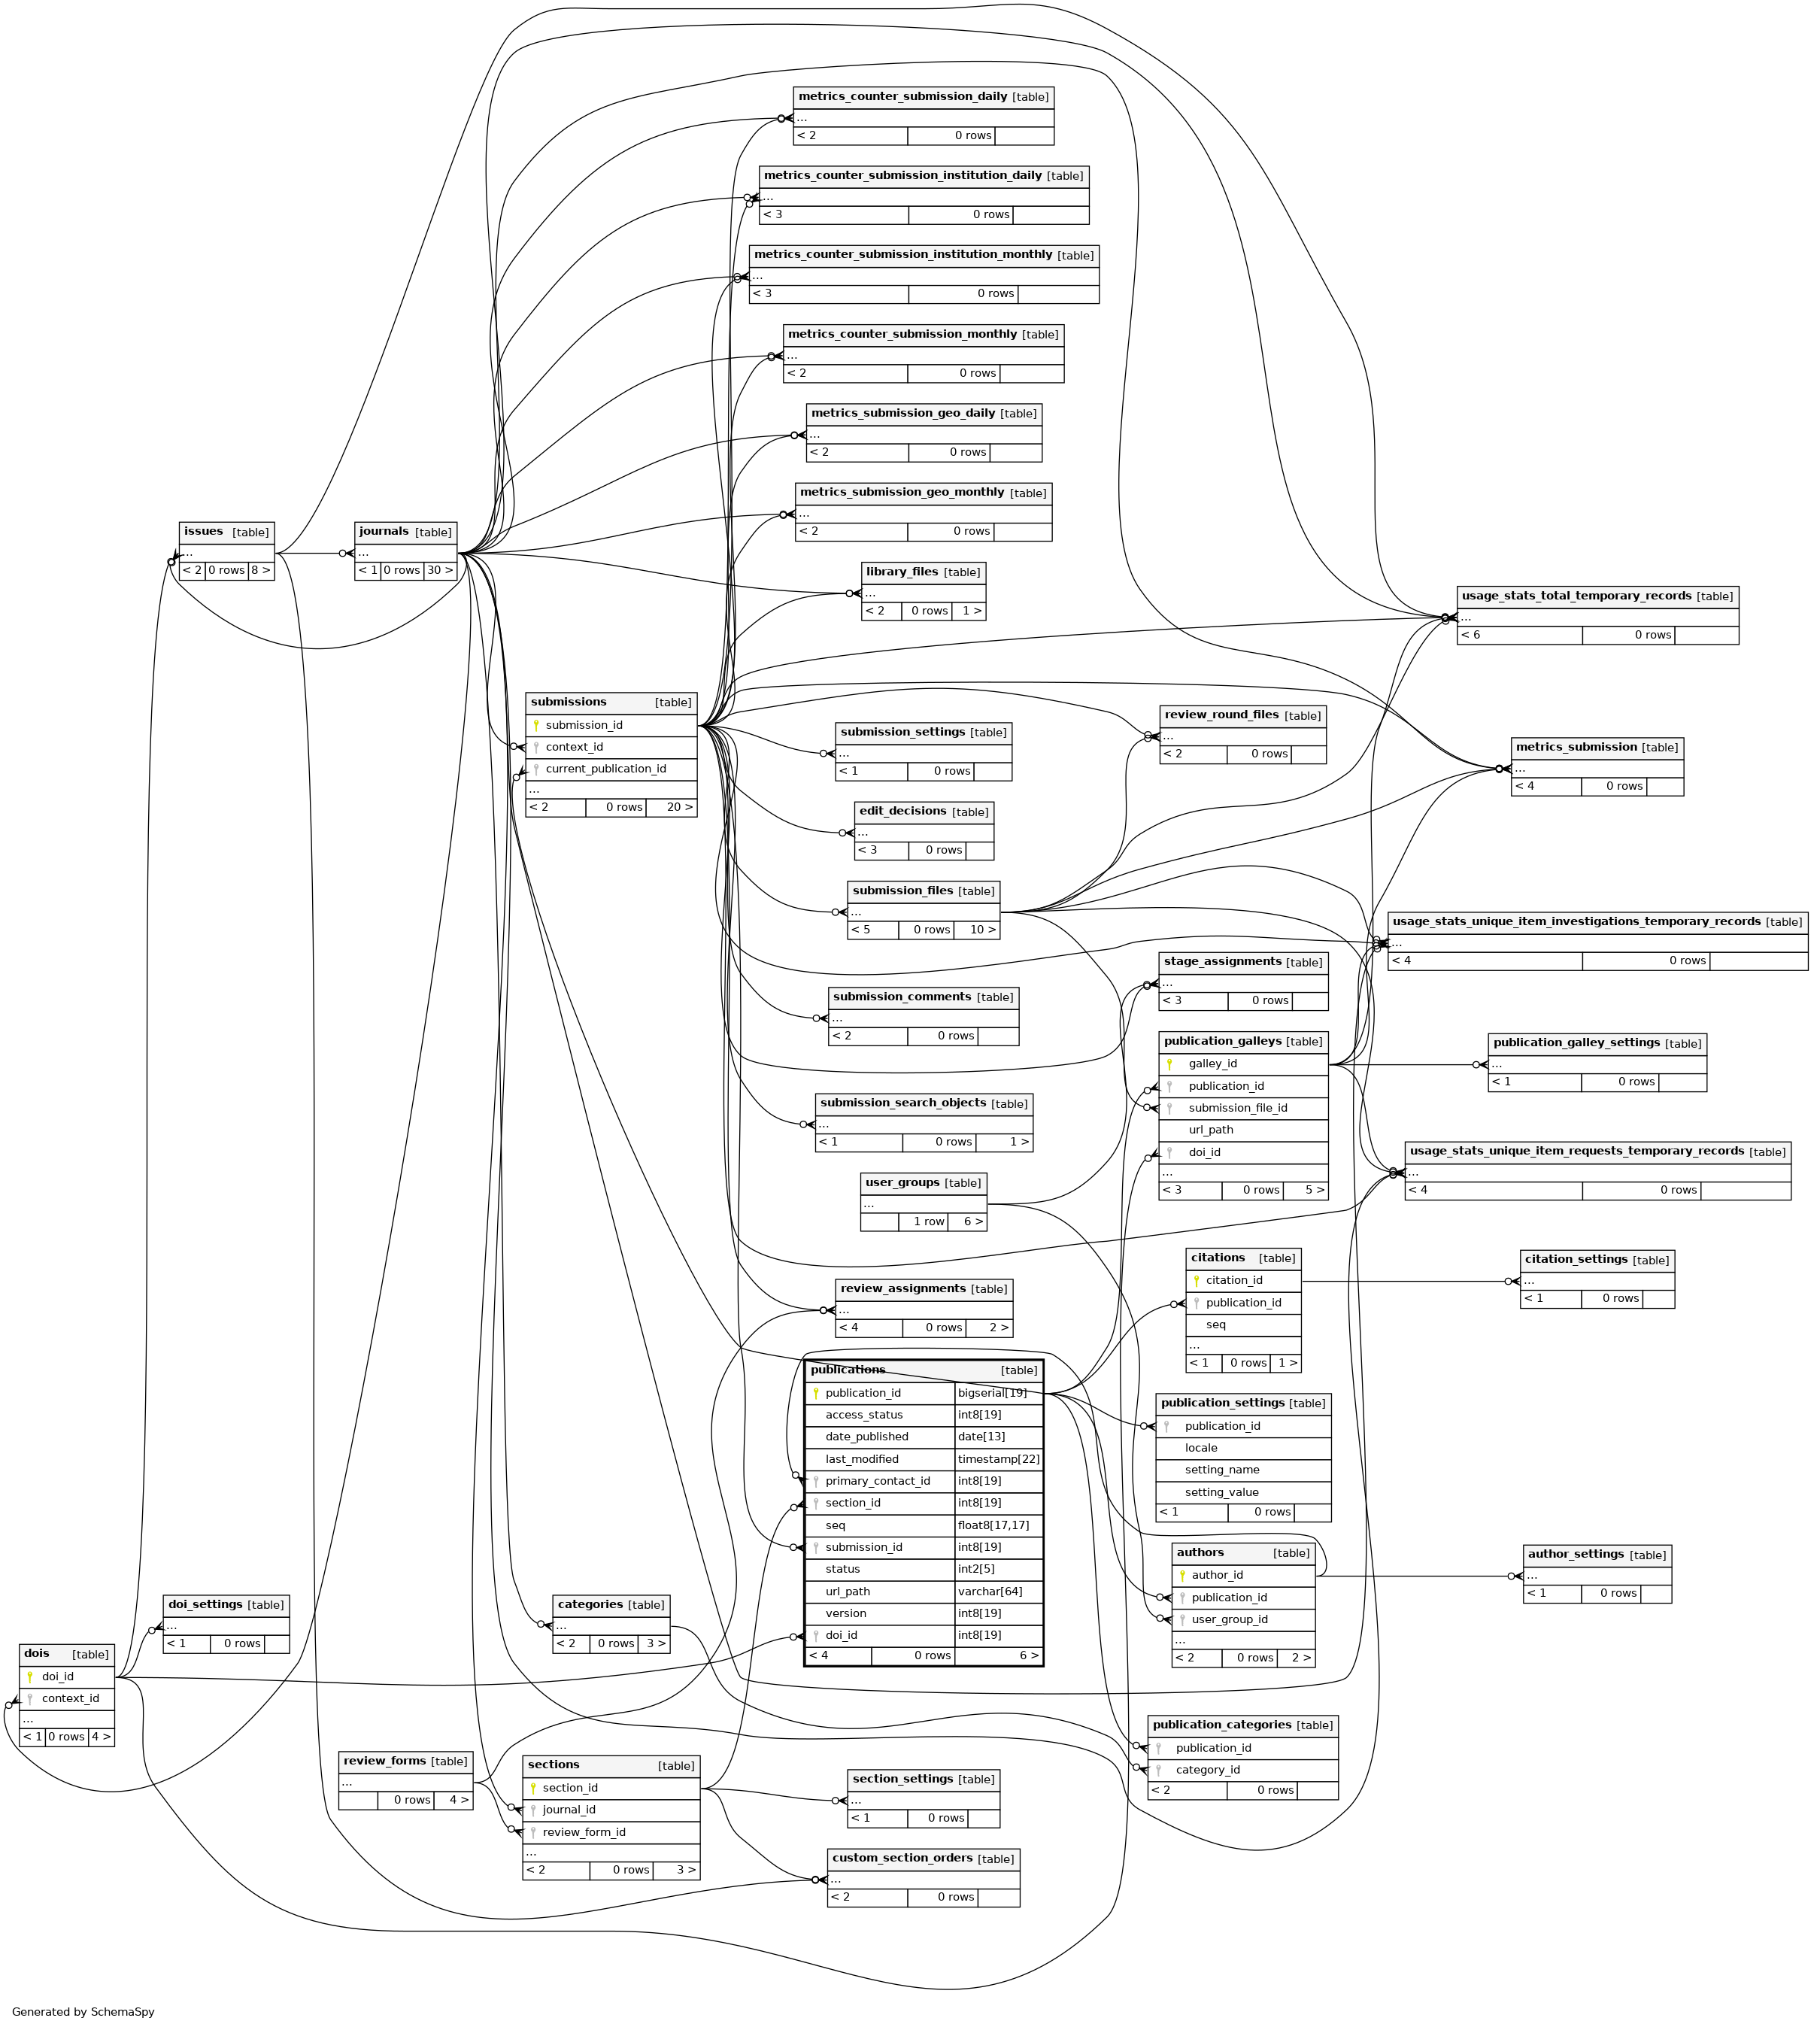 metrics_counter_submission_daily [table]
...
< 2 0 rows
metrics_counter_submission_institution_daily [table]
...
< 3 0 rows
metrics_counter_submission_institution_monthly [table]
...
< 3 0 rows
metrics_counter_submission_monthly [table]
...
< 2 0 rows
metrics_submission_geo_daily [table]
...
< 2 0 rows
metrics_submission_geo_monthly [table]
...
< 2 0 rows
issues [table]
...
< 2 0 rows 8 >
journals [table]
...
< 1 0 rows 30 >
library_files [table]
...
< 2 0 rows 1 >
usage_stats_total_temporary_records [table]
...
< 6 0 rows
submissions [table]
submission_id
context_id
current_publication_id
...
< 2 0 rows 20 >
submission_settings [table]
...
< 1 0 rows
review_round_files [table]
...
< 2 0 rows
metrics_submission [table]
...
< 4 0 rows
edit_decisions [table]
...
< 3 0 rows
submission_files [table]
...
< 5 0 rows 10 >
usage_stats_unique_item_investigations_temporary_records [table]
...
< 4 0 rows
stage_assignments [table]
...
< 3 0 rows
submission_comments [table]
...
< 2 0 rows
publication_galleys [table]
galley_id
publication_id
submission_file_id
url_path
doi_id
...
< 3 0 rows 5 >
publication_galley_settings [table]
...
< 1 0 rows
submission_search_objects [table]
...
< 1 0 rows 1 >
usage_stats_unique_item_requests_temporary_records [table]
...
< 4 0 rows
user_groups [table]
...
1 row 6 >
citations [table]
citation_id
publication_id
seq
...
< 1 0 rows 1 >
citation_settings [table]
...
< 1 0 rows
review_assignments [table]
...
< 4 0 rows 2 >
publications [table]
publication_id bigserial[19]
access_status int8[19]
date_published date[13]
last_modified timestamp[22]
primary_contact_id int8[19]
section_id int8[19]
seq float8[17,17]
submission_id int8[19]
status int2[5]
url_path varchar[64]
version int8[19]
doi_id int8[19]
< 4 0 rows 6 >
publication_settings [table]
publication_id
locale
setting_name
setting_value
< 1 0 rows
authors [table]
author_id
publication_id
user_group_id
...
< 2 0 rows 2 >
author_settings [table]
...
< 1 0 rows
doi_settings [table]
...
< 1 0 rows
categories [table]
...
< 2 0 rows 3 >
dois [table]
doi_id
context_id
...
< 1 0 rows 4 >
publication_categories [table]
publication_id
category_id
< 2 0 rows
review_forms [table]
...
0 rows 4 >
sections [table]
section_id
journal_id
review_form_id
...
< 2 0 rows 3 >
section_settings [table]
...
< 1 0 rows
custom_section_orders [table]
...
< 2 0 rows
Generated by SchemaSpy